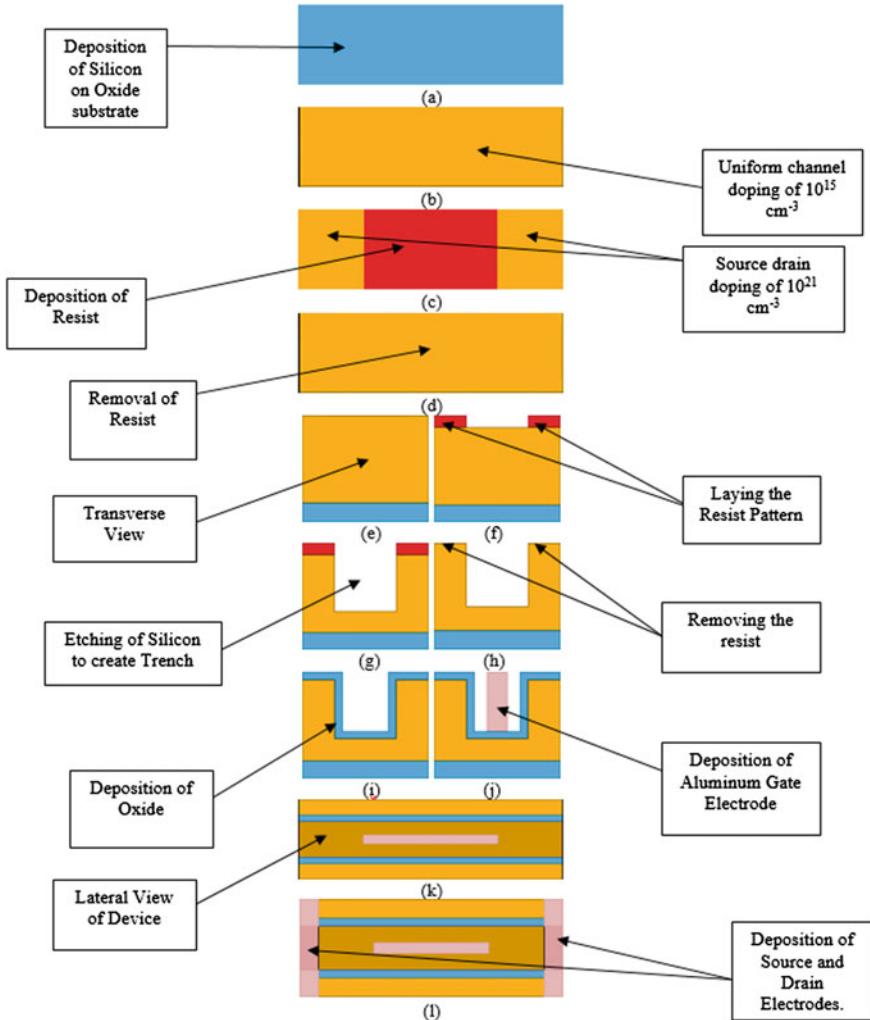 Deposition
of Silicon
on Oxide
substrate
(a)
(b)
Uniform channel
doping of 10¹⁵
cm⁻³
Source drain
doping of 10²¹
cm⁻³
Deposition of
Resist
(c)
Removal of
Resist
(d)
Transverse
View
(e)
(f)
Laying the
Resist Pattern
Etching of Silicon
to create Trench
(g)
(h)
Removing the
resist
Deposition of
Oxide
(i)
(j)
Deposition of
Aluminum Gate
Electrode
Lateral View
of Device
(k)
(l)
Deposition of
Source and
Drain
Electrodes.